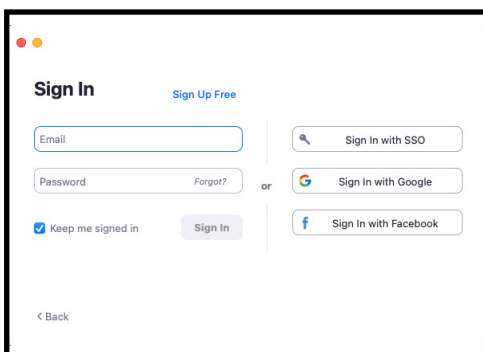 Sign In
Sign Up Free
Email
Password Forgot?
Keep me signed in
Sign In
or
Sign In with SSO
G Sign In with Google
f Sign In with Facebook
< Back